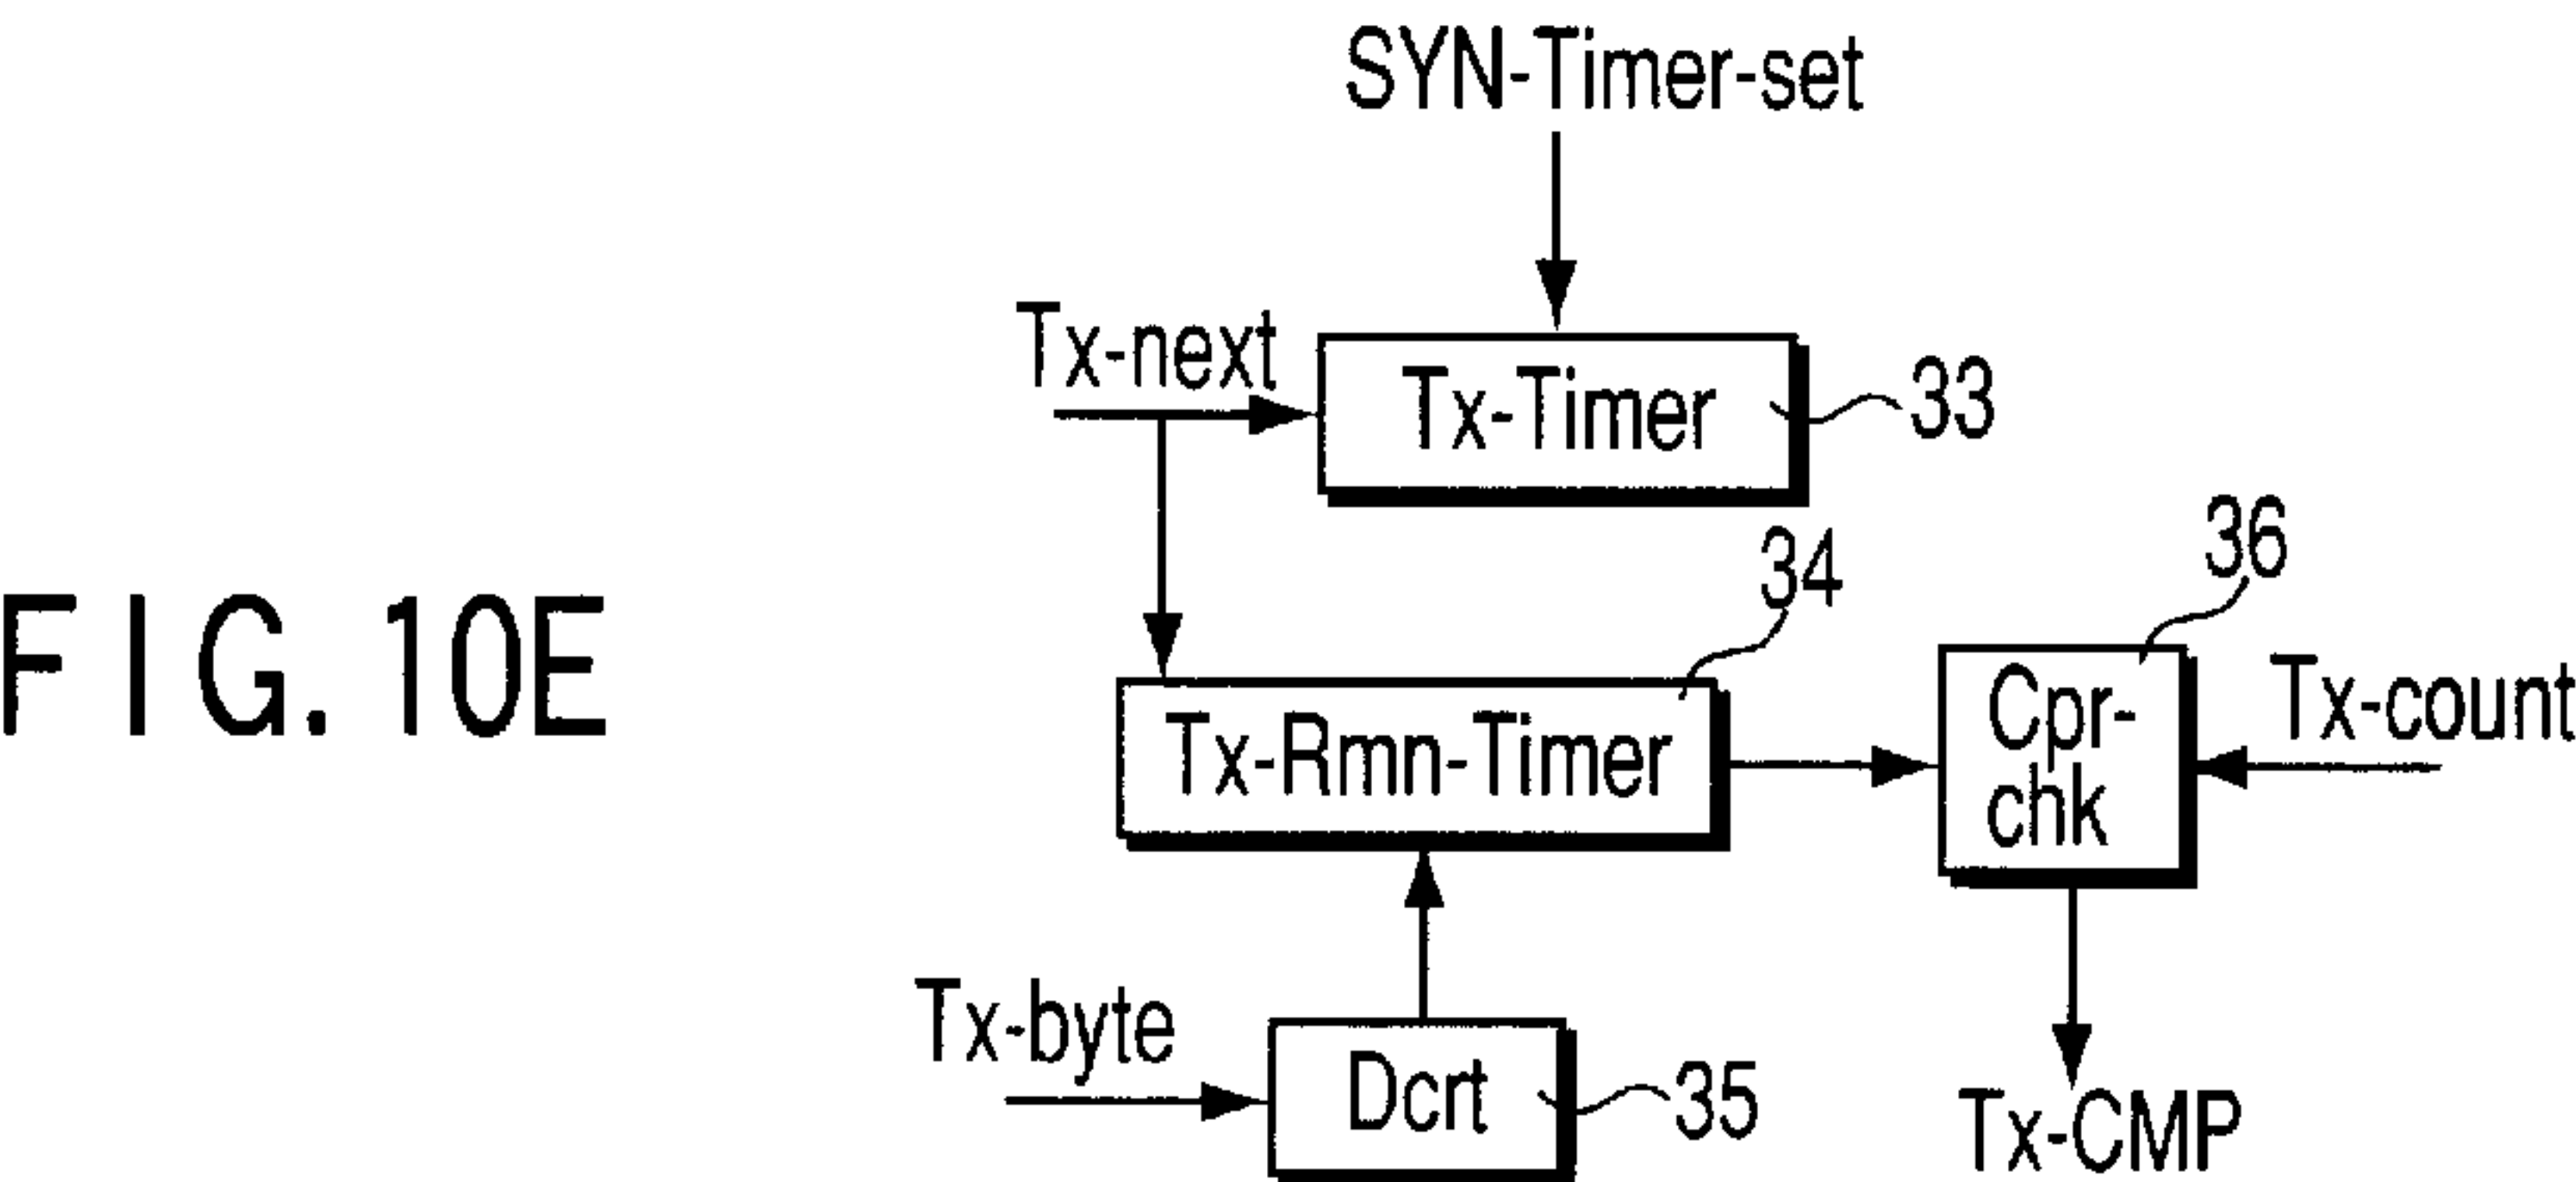 SYN-Timer-set
Tx-next
Tx-Timer
33
34
36
FIG. 10E
Tx-Rmn-Timer
Cpr-
chk
Tx-count
Tx-byte
Dcrt
35
Tx-CMP